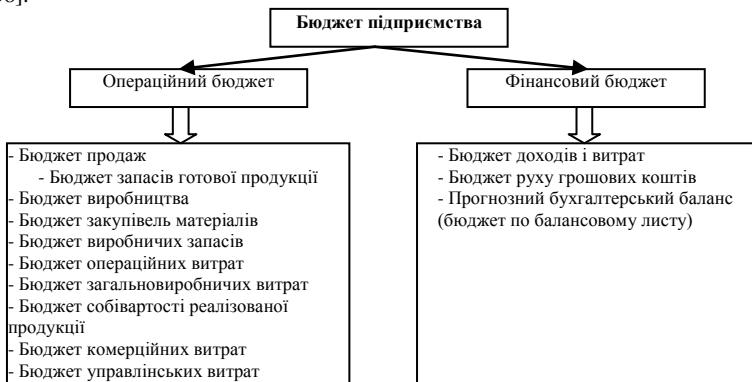 Бюджет підприємства
Операційний бюджет
Фінансовий бюджет
- Бюджет продаж
- Бюджет запасів готової продукції
- Бюджет виробництва
- Бюджет закупівель матеріалів
- Бюджет виробничих запасів
- Бюджет операційних витрат
- Бюджет загальновиробничих витрат
- Бюджет собівартості реалізованої
продукції
- Бюджет комерційних витрат
- Бюджет управлінських витрат
- Бюджет доходів і витрат
- Бюджет руху грошових коштів
- Прогнозний бухгалтерський баланс
(бюджет по балансовому листу)